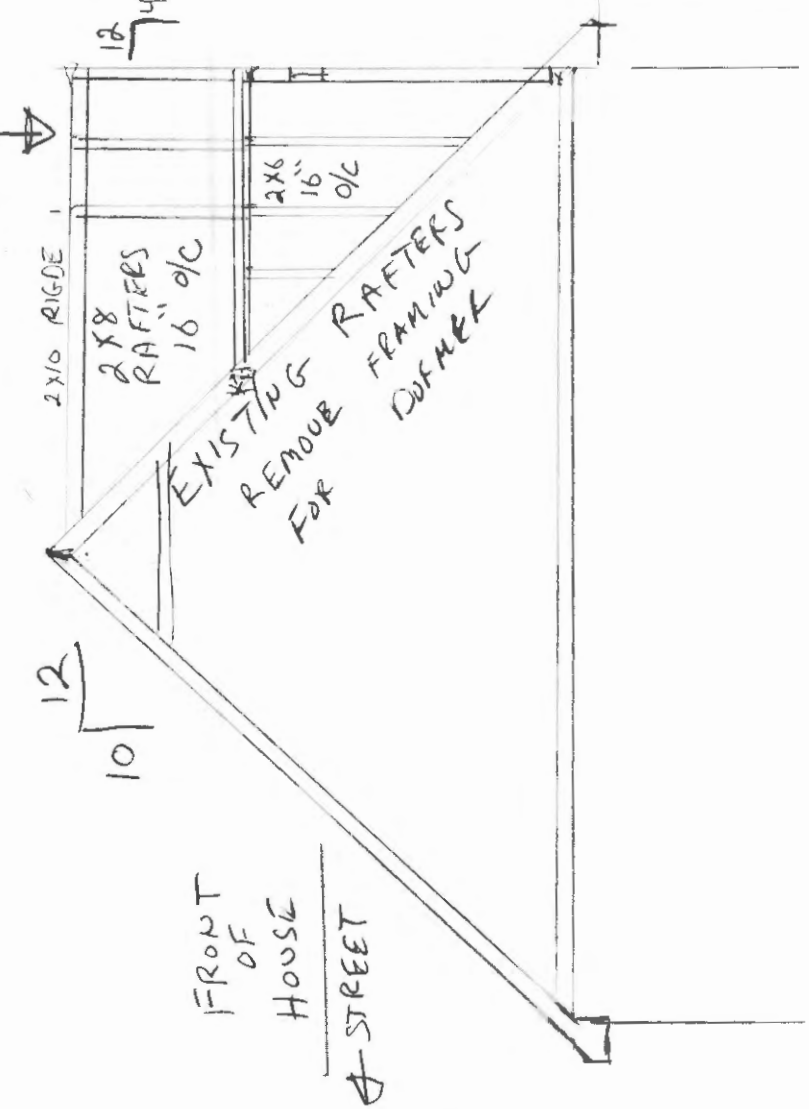 12
4
2X10 RIGDE
2X8
RAFTERS
16" O/C
2X6
16"
O/C
EXISTING RAFTERS
REMOVE FRAMING
FOR DORMER
12
10
FRONT
OF
HOUSE
STREET